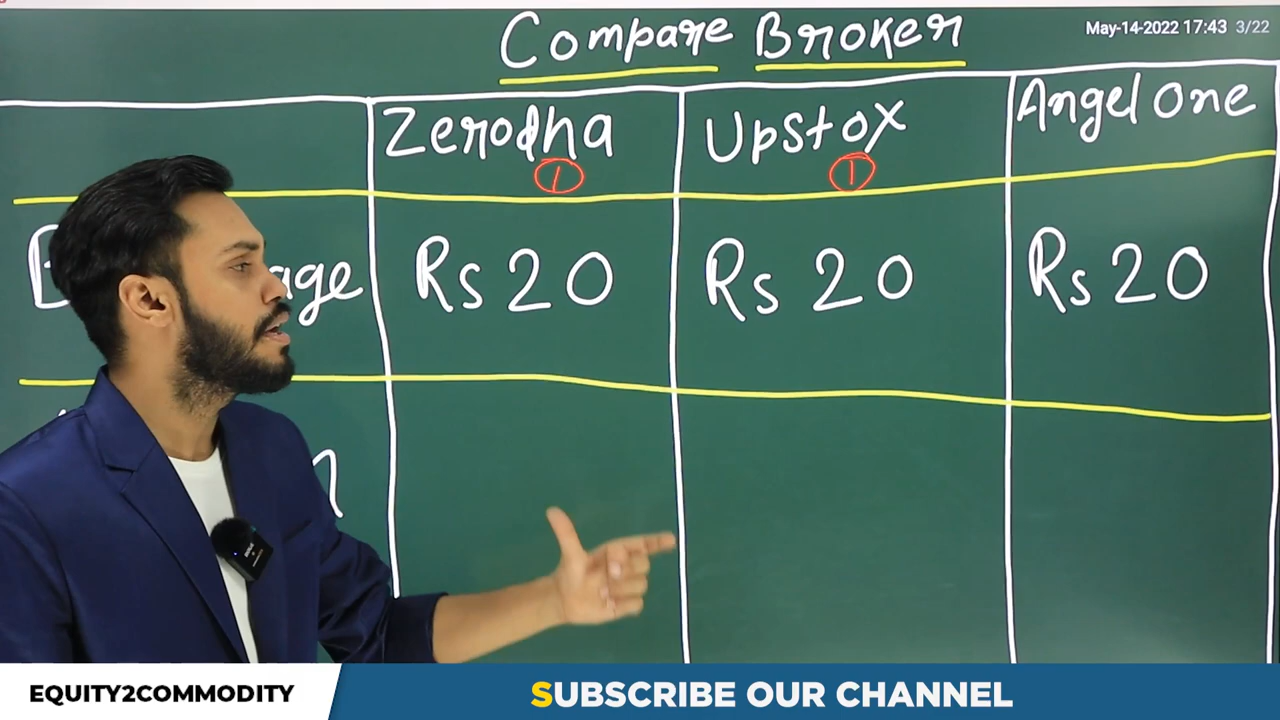 Compare Broker
May-14-2022 17:43 3/22
Zerodha Upstox Angel One
1 1
Rs 20 Rs 20 Rs 20
EQUITY2COMMODITY
SUBSCRIBE OUR CHANNEL